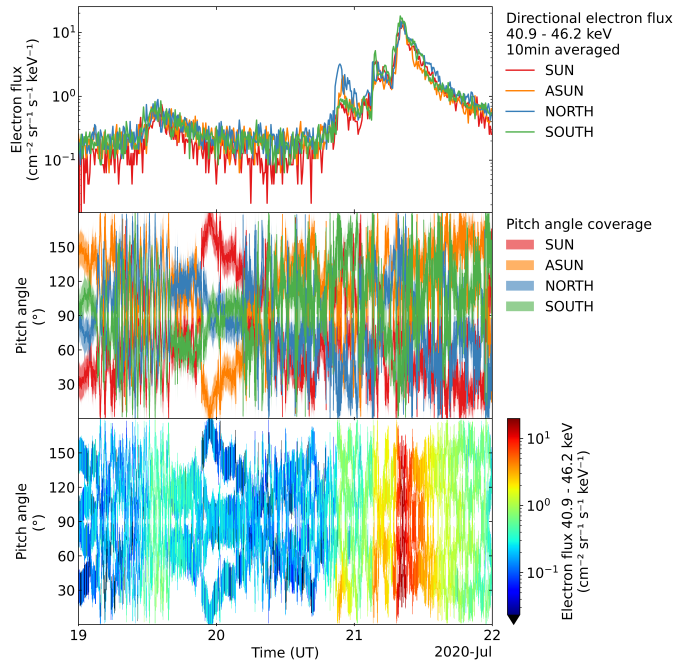 Directional electron flux
40.9 - 46.2 keV
10min averaged
SUN
ASUN
NORTH
SOUTH
Electron flux
(cm⁻² sr⁻¹ s⁻¹ keV⁻¹)
10¹
10⁰
10⁻¹
Pitch angle coverage
SUN
ASUN
NORTH
SOUTH
Pitch angle
(°)
150
120
90
60
30
Pitch angle
(°)
150
120
90
60
30
10¹
10⁰
10⁻¹
Electron flux 40.9 - 46.2 keV
(cm⁻² sr⁻¹ s⁻¹ keV⁻¹)
19 20 21 22
Time (UT) 2020-Jul